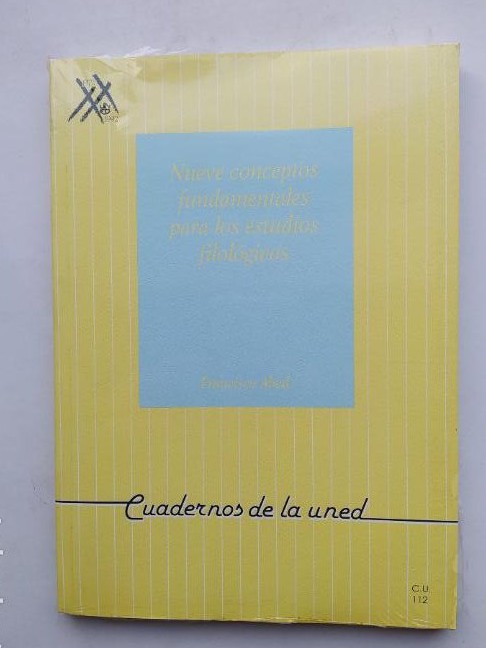 Nueve conceptos
fundamentales
para los estudios
filológicos
Francisco Abad
Cuadernos de la uned
C.U.
112